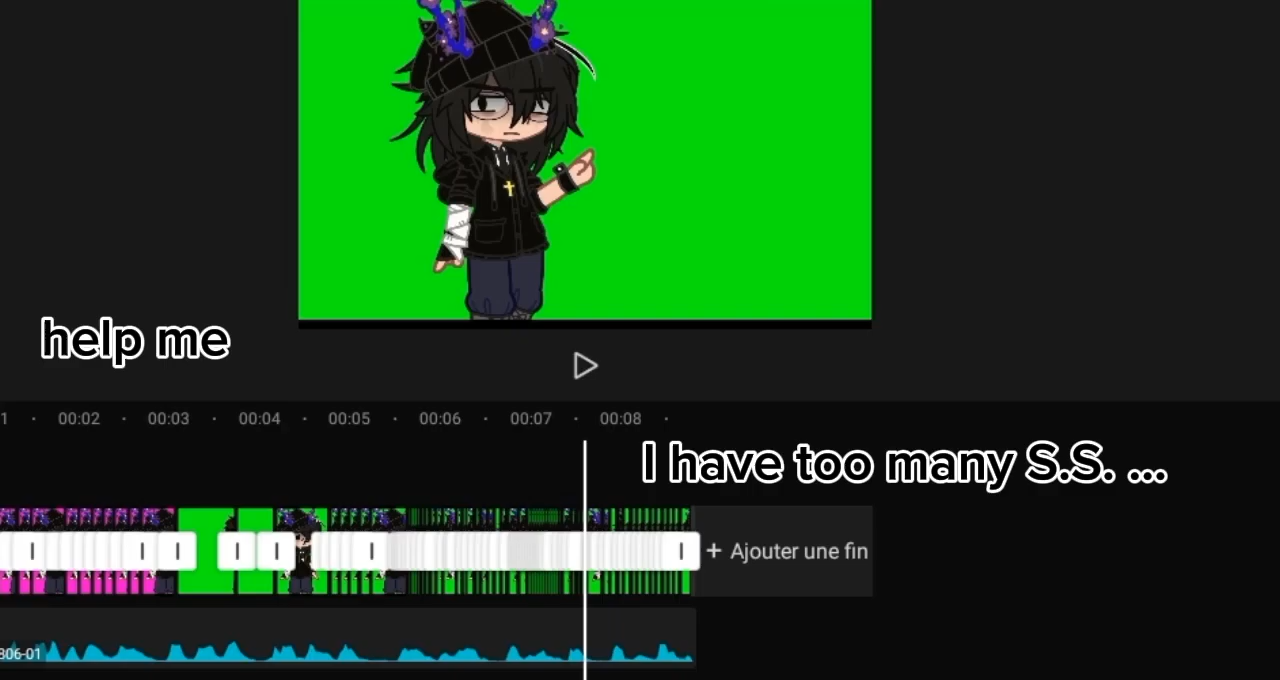 help me
1 00:02 00:03 00:04 00:05 00:06 00:07 00:08
I have too many S.S. ...
+ Ajouter une fin
806-01